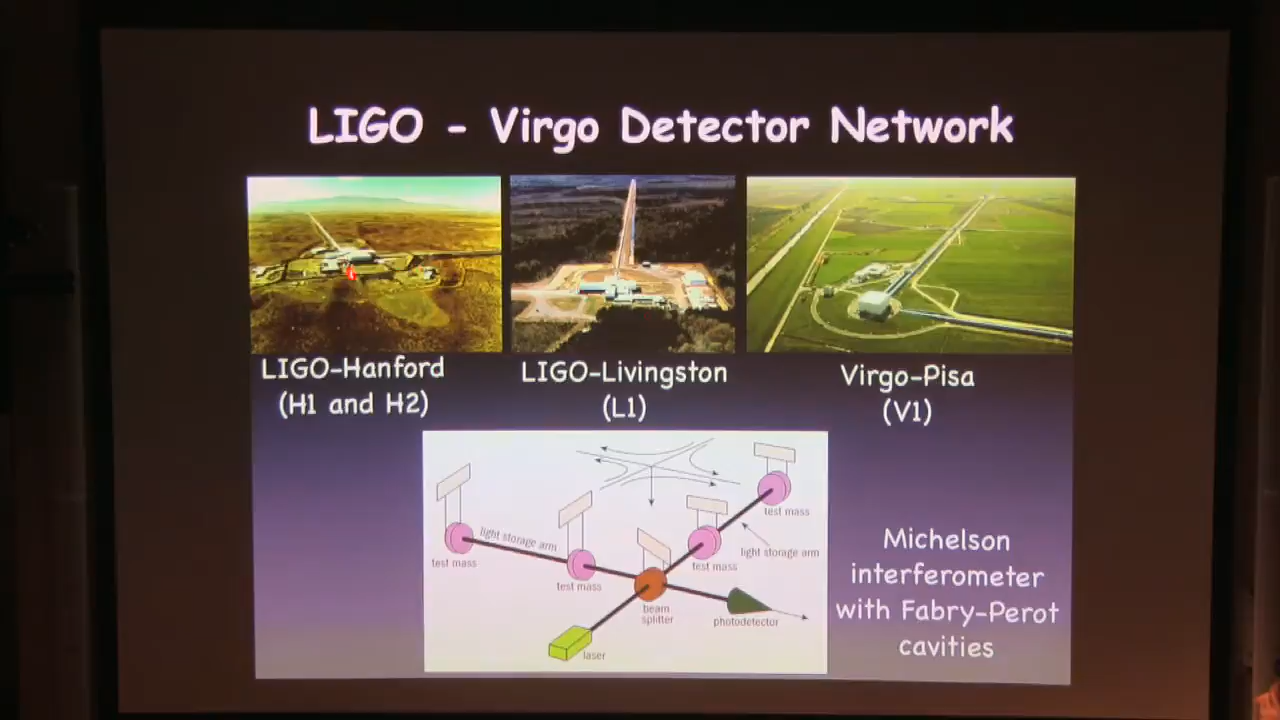 LIGO - Virgo Detector Network
LIGO-Hanford
(H1 and H2)
LIGO-Livingston
(L1)
Virgo-Pisa
(V1)
test mass
light storage arm
test mass
beam
splitter
laser
test mass
test mass
light storage arm
photodetector
Michelson
interferometer
with Fabry-Perot
cavities